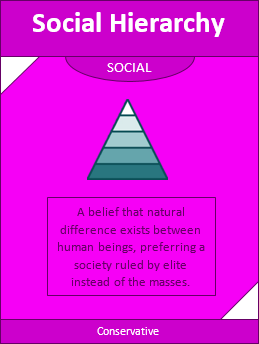 Social Hierarchy
SOCIAL
A belief that natural
difference exists between
human beings, preferring a
society ruled by elite
instead of the masses.
Conservative